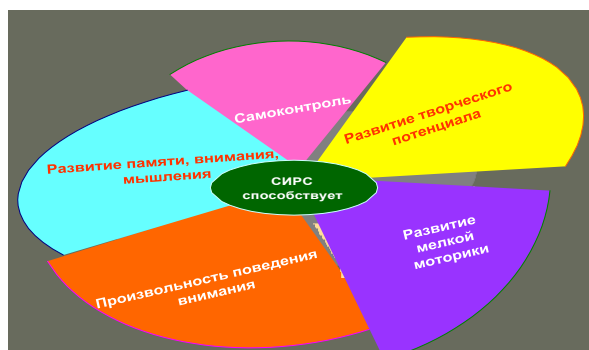 Самоконтроль
Развитие творческого
потенциала
Развитие памяти, внимания,
мышления
СИРС
способствует
Развитие
мелкой
моторики
Произвольность поведения
внимания